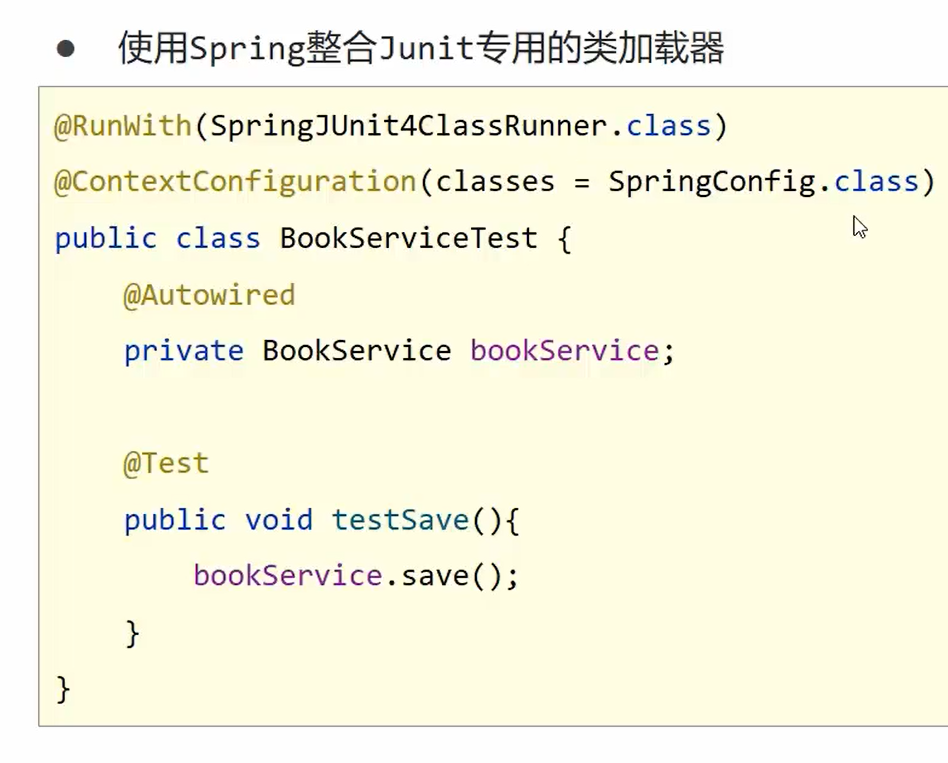 ● 使用Spring整合Junit专用的类加载器
@RunWith(SpringJUnit4ClassRunner.class)
@ContextConfiguration(classes = SpringConfig.class)
public class BookServiceTest {
    @Autowired
    private BookService bookService;

    @Test
    public void testSave(){
        bookService.save();
    }
}